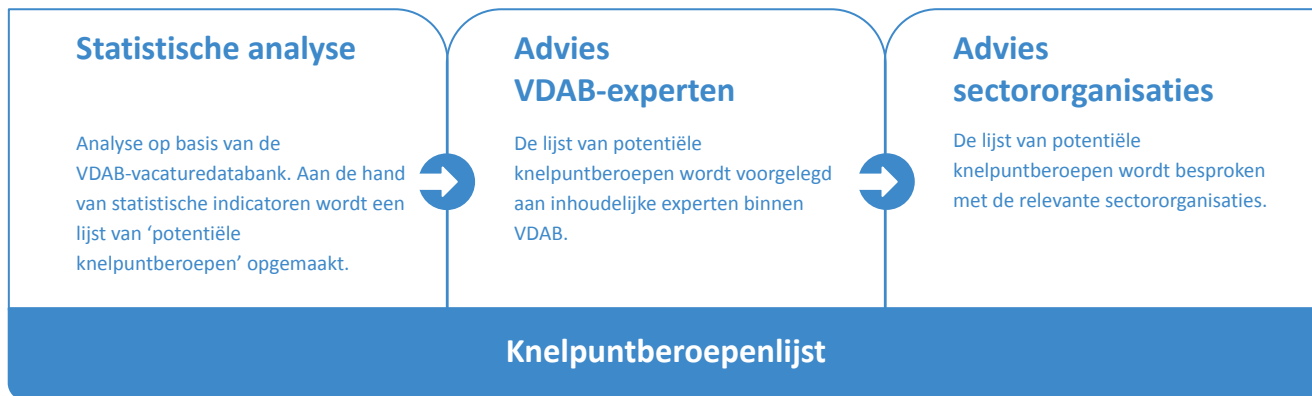 Statistische analyse
Analyse op basis van de
VDAB-vacaturedatabank. Aan de hand
van statistische indicatoren wordt een
lijst van ‘potentiële
knelpuntberoepen’ opgemaakt.
Advies
VDAB-experten
De lijst van potentiële
knelpuntberoepen wordt voorgelegd
aan inhoudelijke experten binnen
VDAB.
Advies
sectororganisaties
De lijst van potentiële
knelpuntberoepen wordt besproken
met de relevante sectororganisaties.
Knelpuntberoepenlijst